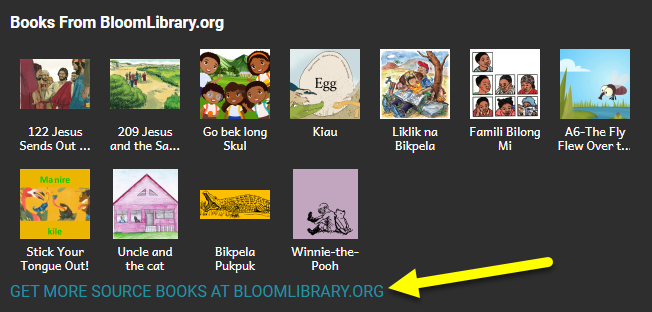 Books From BloomLibrary.org
Egg
122 Jesus
Sends Out ...
209 Jesus
and the Sa...
Go bek long
Skul
Kiau
Liklik na
Bikpela
Famili Bilong
Mi
A6-The Fly
Flew Over t...
Manire
kile
Stick Your
Tongue Out!
Uncle and
the cat
Bikpela
Pukpuk
Winnie-the-
Pooh
GET MORE SOURCE BOOKS AT BLOOMLIBRARY.ORG